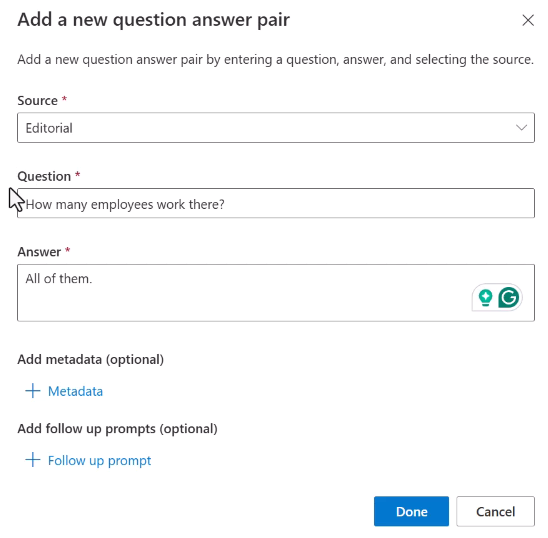 Add a new question answer pair
Add a new question answer pair by entering a question, answer, and selecting the source.
Source *
Editorial
Question *
How many employees work there?
Answer *
All of them.
Add metadata (optional)
+ Metadata
Add follow up prompts (optional)
+ Follow up prompt
Done Cancel